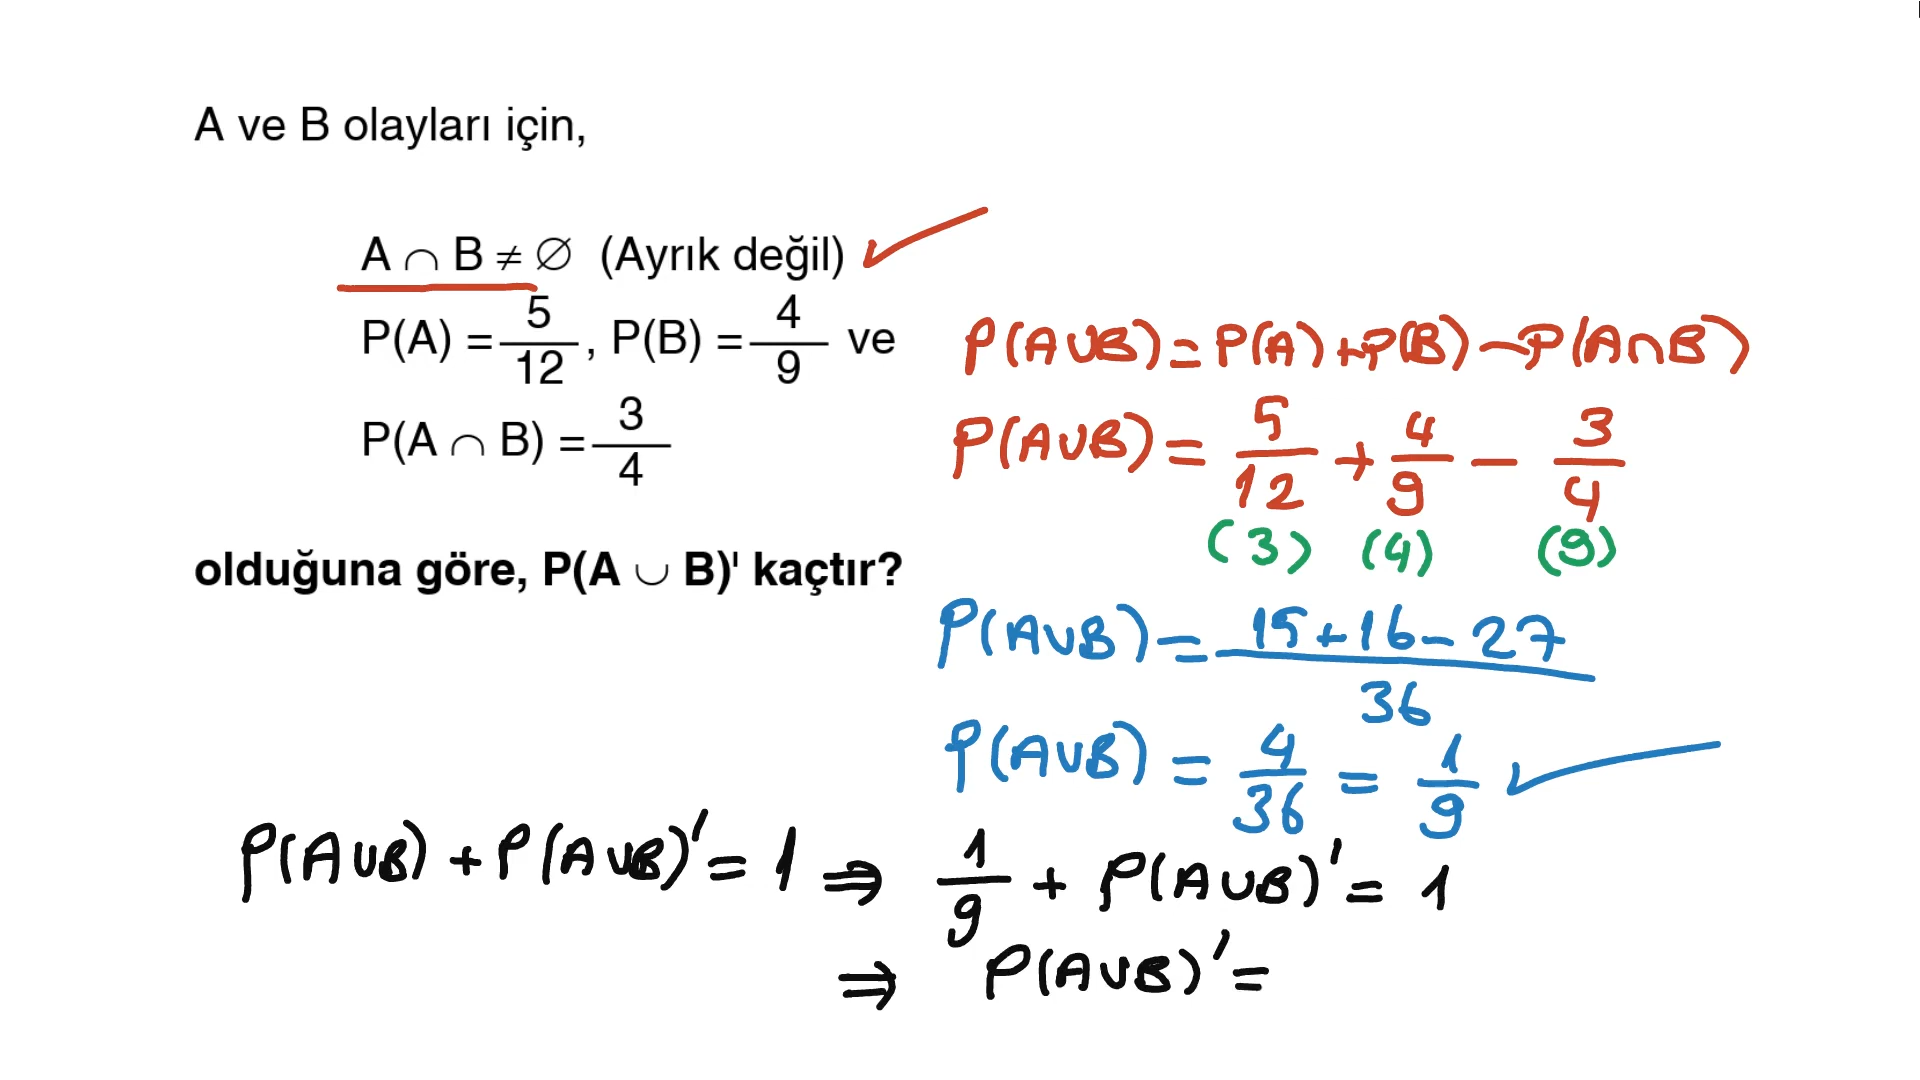 A ve B olayları için,
A ∩ B ≠ ∅ (Ayrık değil)
P(A) = 5/12, P(B) = 4/9 ve
P(A ∩ B) = 3/4
olduğuna göre, P(A ∪ B)' kaçtır?
P(A∪B) = P(A) + P(B) - P(A∩B)
P(A∪B) = 5/12 + 4/9 - 3/4
(3) (4) (9)
P(A∪B) = 15+16-27/36
P(A∪B) = 4/36 = 1/9
P(A∪B) + P(A∪B)' = 1 ⇒ 1/9 + P(A∪B)' = 1
⇒ P(A∪B)' =